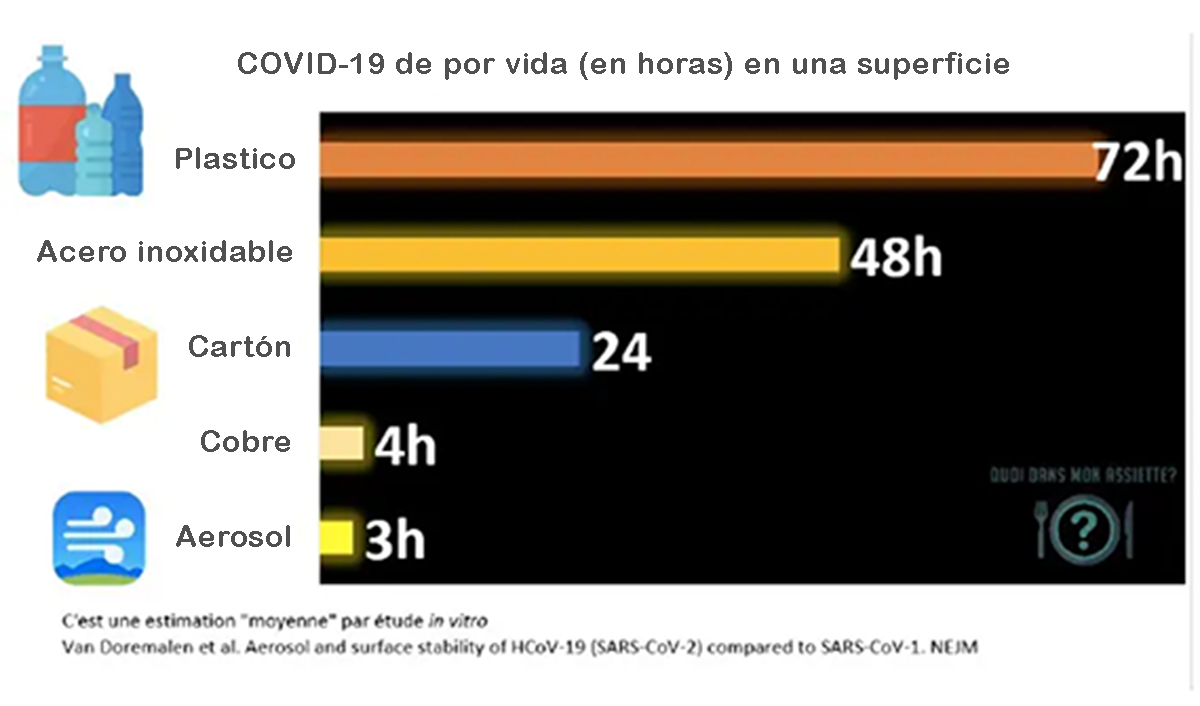 COVID-19 de por vida (en horas) en una superficie
Plastico 72h
Acero inoxidable 48h
Cartón 24
Cobre 4h
Aerosol 3h
QUOI DANS MON ASSIETTE?
?
C'est une estimation "moyenne" par étude in vitro
Van Doremalen et al. Aerosol and surface stability of HCoV-19 (SARS-CoV-2) compared to SARS-CoV-1. NEJM